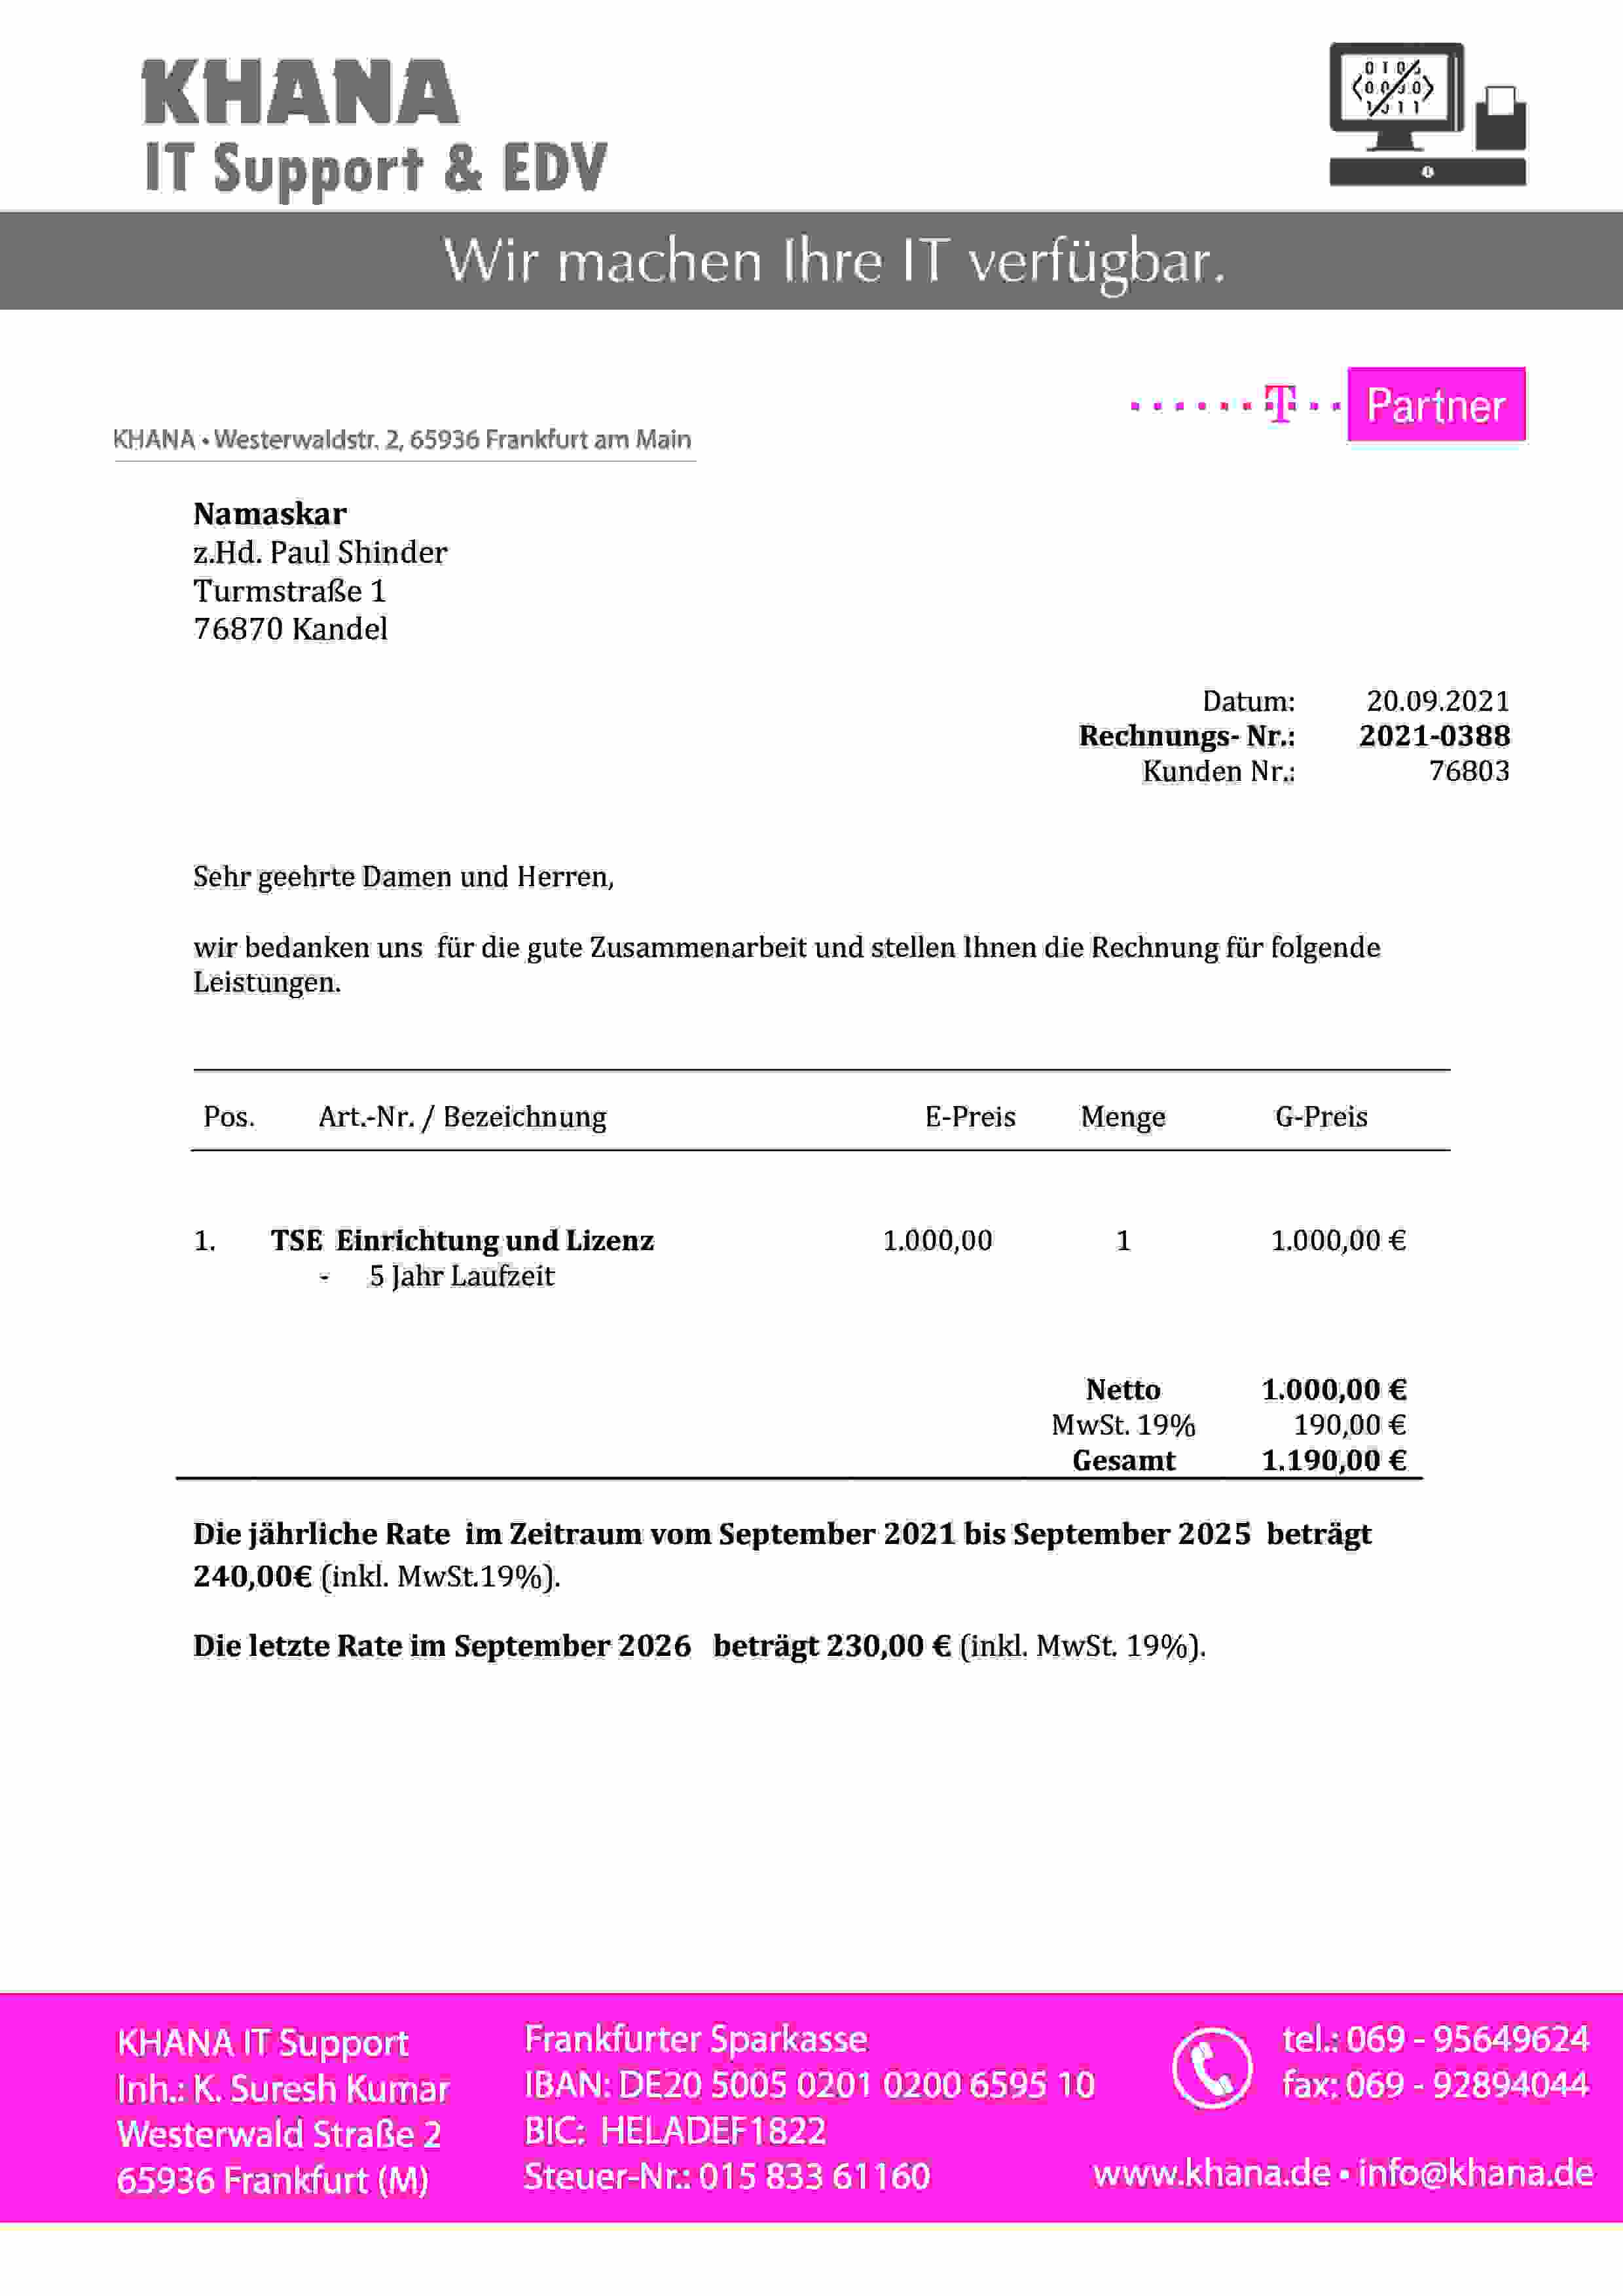 KHANA
IT Support & EDV
Wir machen Ihre IT verfügbar.
T Partner
KHANA • Westerwaldstr. 2, 65936 Frankfurt am Main
Namaskar
z.Hd. Paul Shinder
Turmstraße 1
76870 Kandel
Datum: 20.09.2021
Rechnungs- Nr.: 2021-0388
Kunden Nr.: 76803
Sehr geehrte Damen und Herren,
wir bedanken uns für die gute Zusammenarbeit und stellen Ihnen die Rechnung für folgende
Leistungen.
Pos. Art.-Nr. / Bezeichnung E-Preis Menge G-Preis
1. TSE Einrichtung und Lizenz 1.000,00 1 1.000,00 €
- 5 Jahr Laufzeit
Netto 1.000,00 €
MwSt. 19% 190,00 €
Gesamt 1.190,00 €
Die jährliche Rate im Zeitraum vom September 2021 bis September 2025 beträgt
240,00€ (inkl. MwSt.19%).
Die letzte Rate im September 2026 beträgt 230,00 € (inkl. MwSt. 19%).
KHANA IT Support
Inh.: K. Suresh Kumar
Westerwald Straße 2
65936 Frankfurt (M)
Frankfurter Sparkasse
IBAN: DE20 5005 0201 0200 6595 10
BIC: HELADEF1822
Steuer-Nr.: 015 833 61160
tel.: 069 - 95649624
fax: 069 - 92894044
www.khana.de • info@khana.de